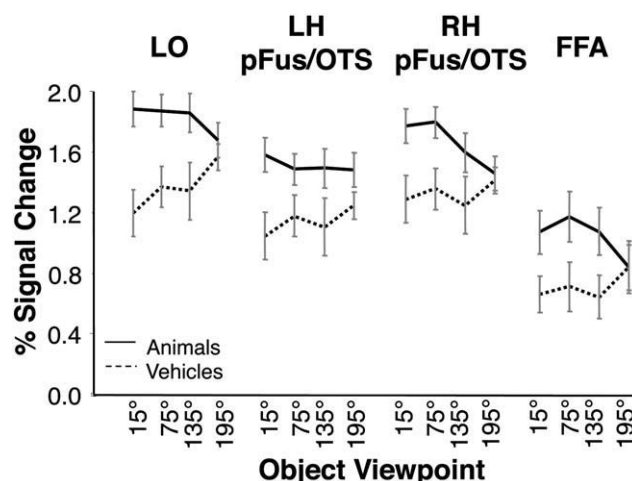 LO
LH
pFus/OTS
RH
pFus/OTS
FFA
% Signal Change
2.0
1.6
1.2
0.8
0.4
0.0
Animals
Vehicles
15° 75° 135° 195° 15° 75° 135° 195° 15° 75° 135° 195° 15° 75° 135° 195°
Object Viewpoint